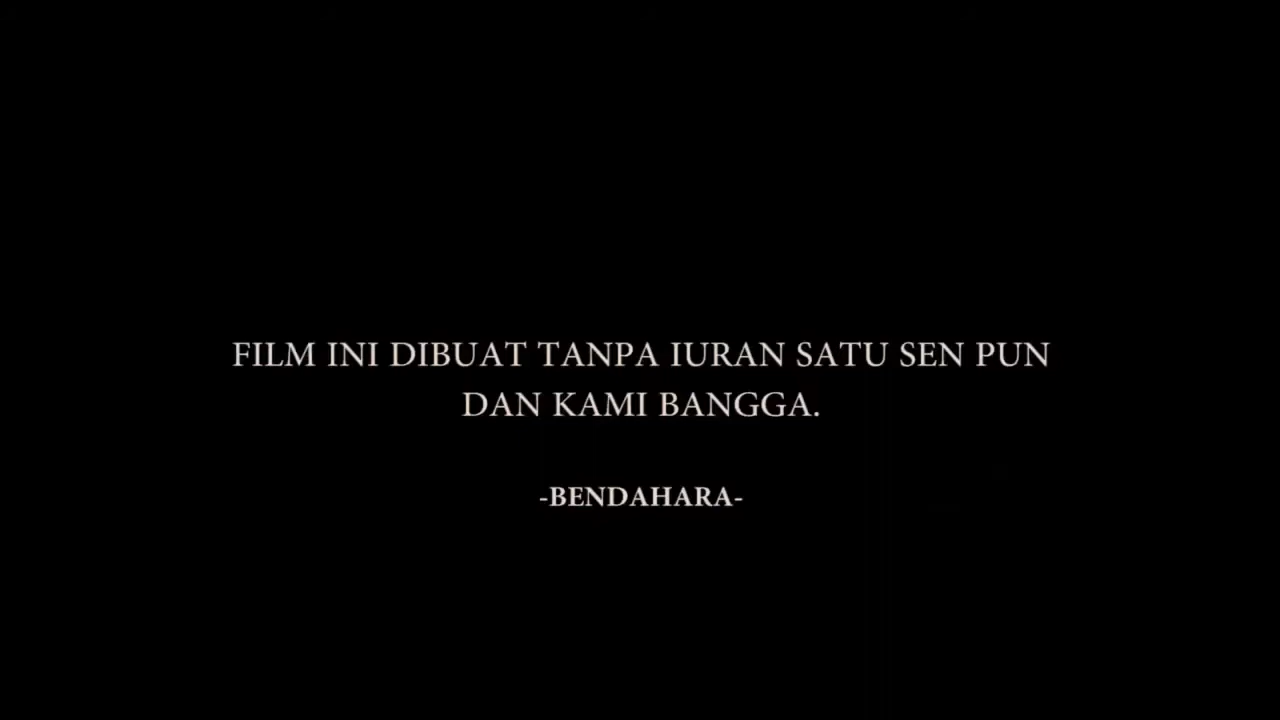 FILM INI DIBUAT TANPA IURAN SATU SEN PUN
DAN KAMI BANGGA.
-BENDAHARA-